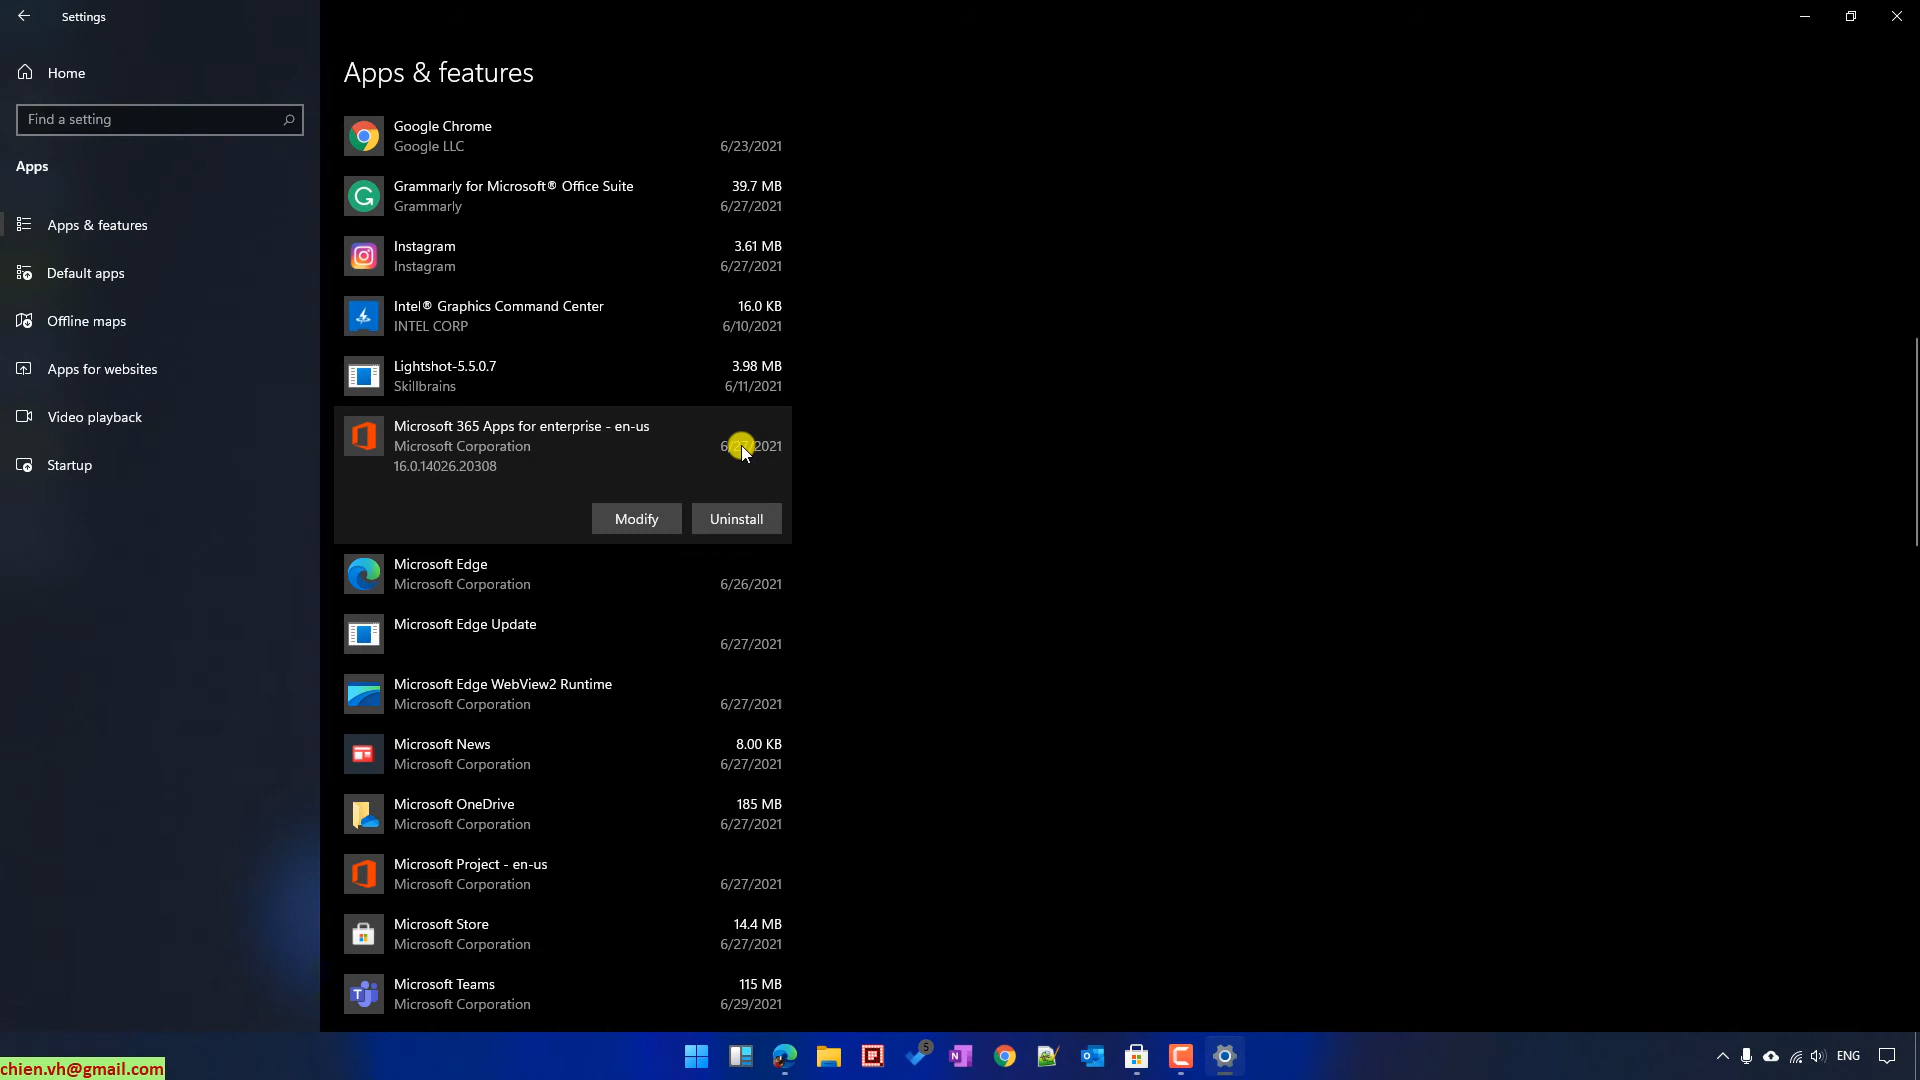 Settings
Home
Find a setting
Apps
Apps & features
Default apps
Offline maps
Apps for websites
Video playback
Startup
Apps & features
Google Chrome
Google LLC 6/23/2021
Grammarly for Microsoft® Office Suite 39.7 MB
Grammarly 6/27/2021
Instagram 3.61 MB
Instagram 6/27/2021
Intel® Graphics Command Center 16.0 KB
INTEL CORP 6/10/2021
Lightshot-5.5.0.7 3.98 MB
Skillbrains 6/11/2021
Microsoft 365 Apps for enterprise - en-us
Microsoft Corporation 6/27/2021
16.0.14026.20308
Modify Uninstall
Microsoft Edge
Microsoft Corporation 6/26/2021
Microsoft Edge Update
6/27/2021
Microsoft Edge WebView2 Runtime
Microsoft Corporation 6/27/2021
Microsoft News 8.00 KB
Microsoft Corporation 6/27/2021
Microsoft OneDrive 185 MB
Microsoft Corporation 6/27/2021
Microsoft Project - en-us
Microsoft Corporation 6/27/2021
Microsoft Store 14.4 MB
Microsoft Corporation 6/27/2021
Microsoft Teams 115 MB
Microsoft Corporation 6/29/2021
5
ENG
chien.vh@gmail.com